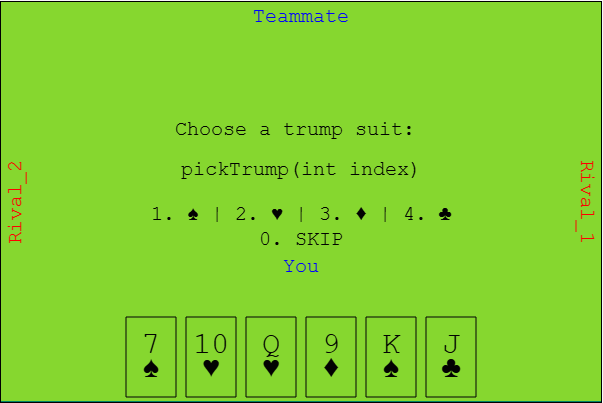 Teammate
Choose a trump suit:
pickTrump(int index)
Rival_2
Rival_1
1. ♠ | 2. ♥ | 3. ♦ | 4. ♣
0. SKIP
You
7 10 Q 9 K J
♠ ♥ ♥ ♦ ♠ ♣